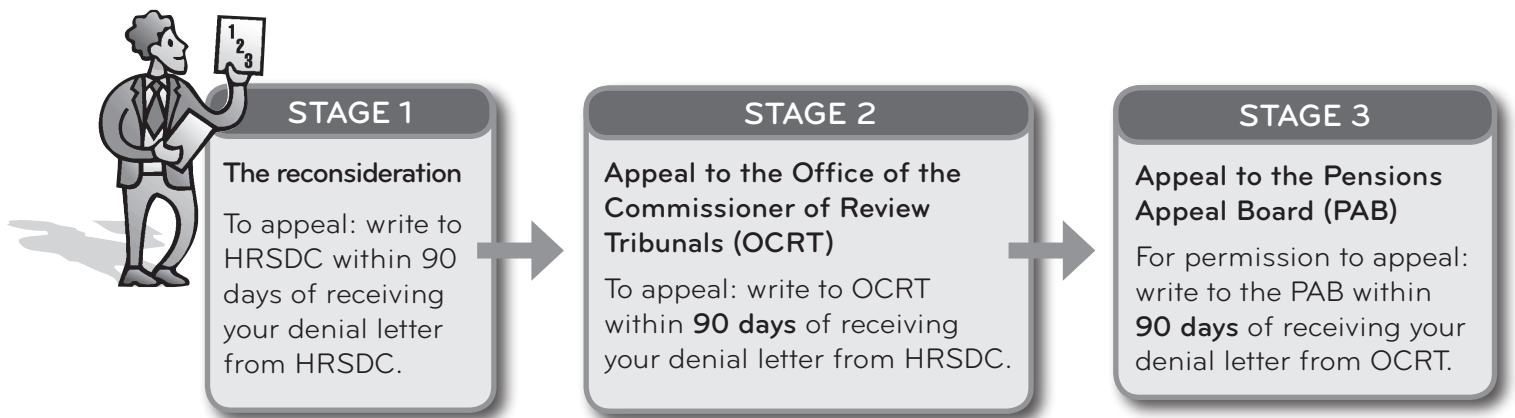 1
2
3
STAGE 1
The reconsideration
To appeal: write to
HRSDC within 90
days of receiving
your denial letter
from HRSDC.
STAGE 2
Appeal to the Office of the
Commissioner of Review
Tribunals (OCRT)
To appeal: write to OCRT
within 90 days of receiving
your denial letter from HRSDC.
STAGE 3
Appeal to the Pensions
Appeal Board (PAB)
For permission to appeal:
write to the PAB within
90 days of receiving your
denial letter from OCRT.